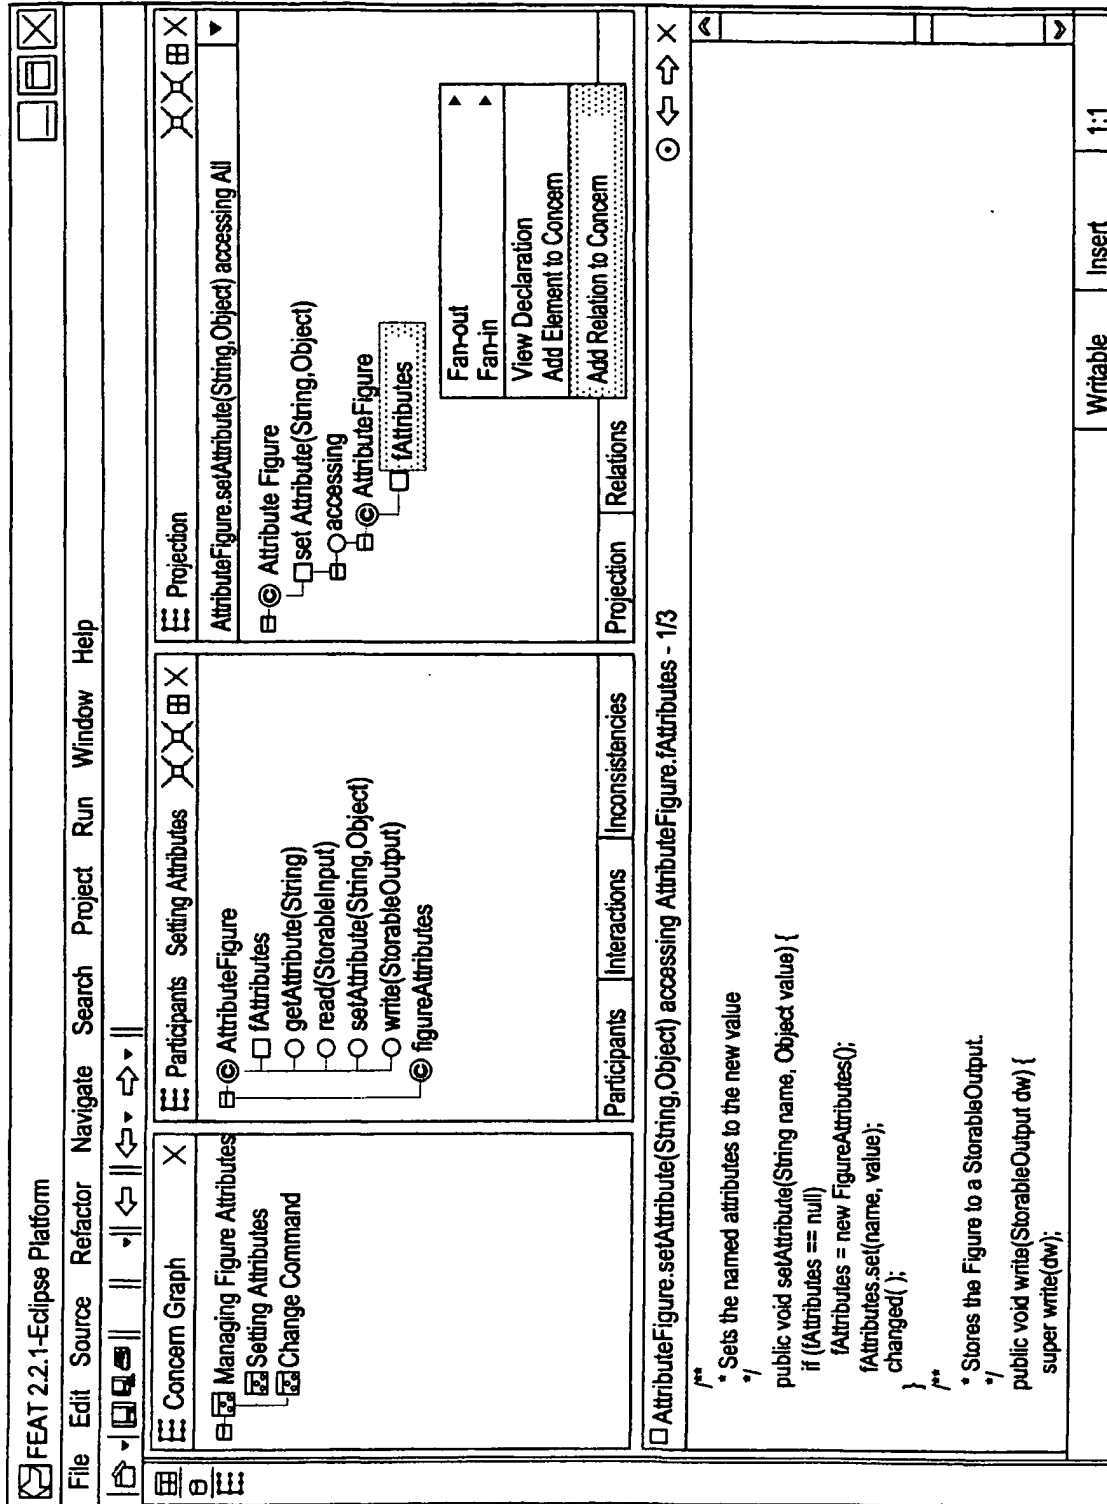 FEAT 2.2.1-Eclipse Platform
File Edit Source Refactor Navigate Search Project Run Window Help
Concern Graph
Managing Figure Attributes
Setting Attributes
Change Command
Participants Setting Attributes
AttributeFigure
fAttributes
getAttribute(String)
read(StorableInput)
setAttribute(String,Object)
write(StorableOutput)
figureAttributes
Participants Interactions Inconsistencies
Projection
AttributeFigure.setAttribute(String,Object) accessing All
Attribute Figure
set Attribute(String,Object)
accessing
AttributeFigure
fAttributes
Fan-out
Fan-in
View Declaration
Add Element to Concern
Add Relation to Concern
Projection Relations
AttributeFigure.setAttribute(String,Object) accessing AttributeFigure.fAttributes - 1/3
/**
* Sets the named attributes to the new value
*/
public void setAttribute(String name, Object value) {
if (fAttributes == null)
fAttributes = new FigureAttributes();
fAttributes.set(name, value);
changed( );
}
/**
* Stores the Figure to a StorableOutput.
*/
public void write(StorableOutput dw) {
super write(dw);
Writable Insert 1:1